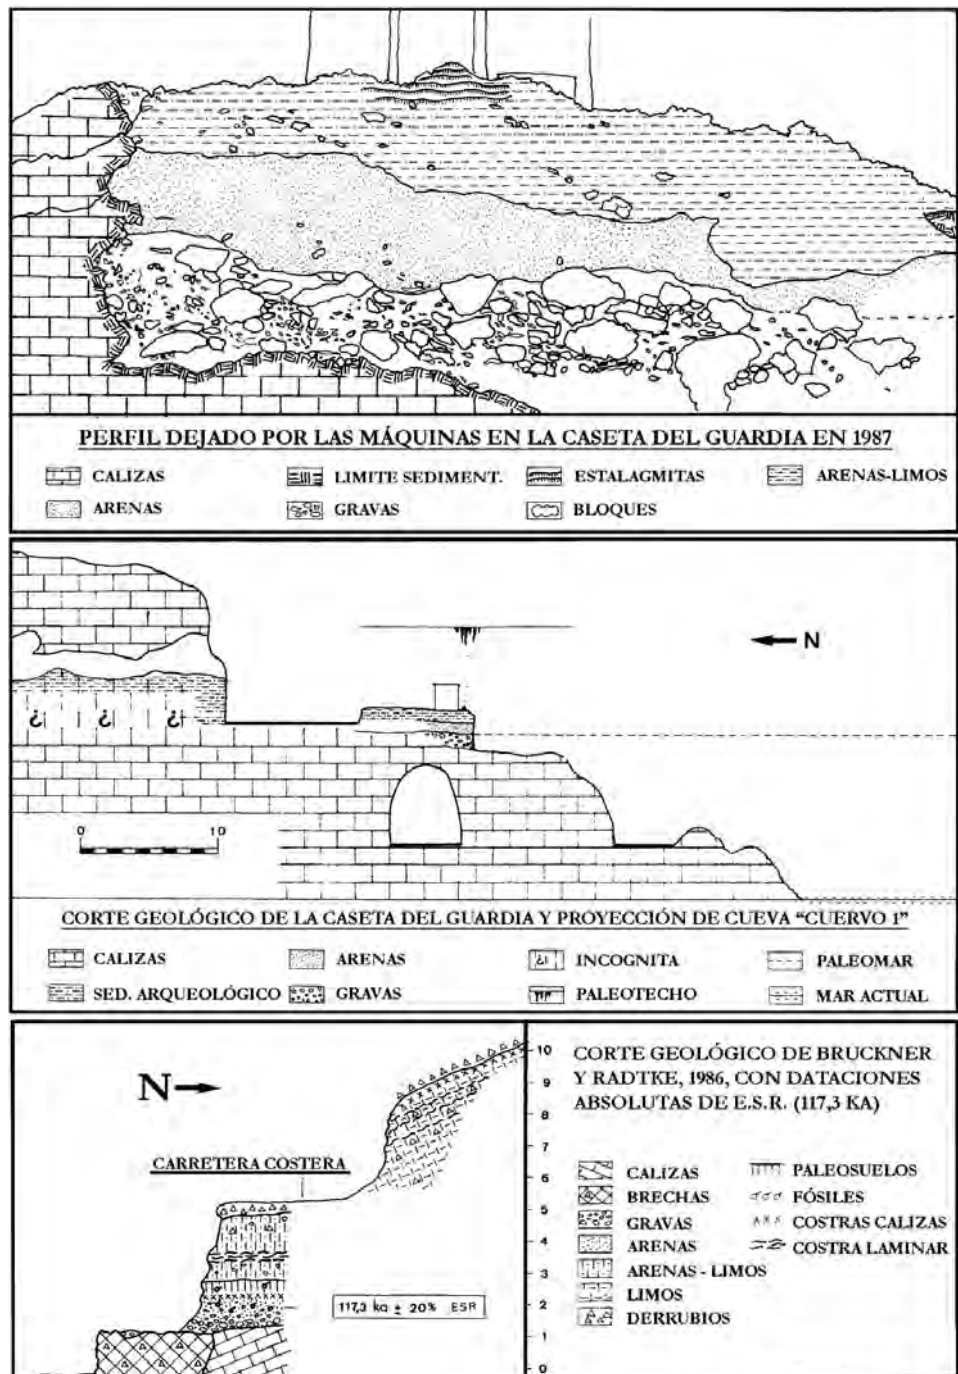 PERFIL DEJADO POR LAS MÁQUINAS EN LA CASETA DEL GUARDIA EN 1987
CALIZAS LIMITE SEDIMENT. ESTALAGMITAS ARENAS-LIMOS
ARENAS GRAVAS BLOQUES
N
¿ ¿ ¿
0 10
CORTE GEOLÓGICO DE LA CASETA DEL GUARDIA Y PROYECCIÓN DE CUEVA "CUERVO 1"
CALIZAS ARENAS ¿ INCOGNITA PALEOMAR
SED. ARQUEOLÓGICO GRAVAS PALEOTECHO MAR ACTUAL
N
CARRETERA COSTERA
117,3 ka ± 20% ESR
10
9
8
7
6
5
4
3
2
1
0
CORTE GEOLÓGICO DE BRUCKNER
Y RADTKE, 1986, CON DATACIONES
ABSOLUTAS DE E.S.R. (117,3 KA)
CALIZAS PALEOSUELOS
BRECHAS FÓSILES
GRAVAS COSTRAS CALIZAS
ARENAS COSTRA LAMINAR
ARENAS - LIMOS
LIMOS
DERRUBIOS